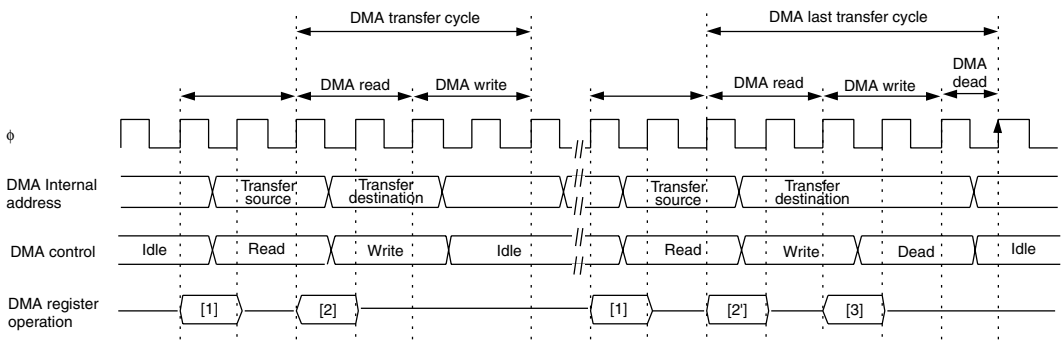 DMA transfer cycle
DMA last transfer cycle
DMA read
DMA write
DMA read
DMA write
DMA
dead
ϕ
DMA Internal
address
Transfer
source
Transfer
destination
Transfer
source
Transfer
destination
DMA control
Idle
Read
Write
Idle
Read
Write
Dead
Idle
DMA register
operation
[1]
[2]
[1]
[2']
[3]